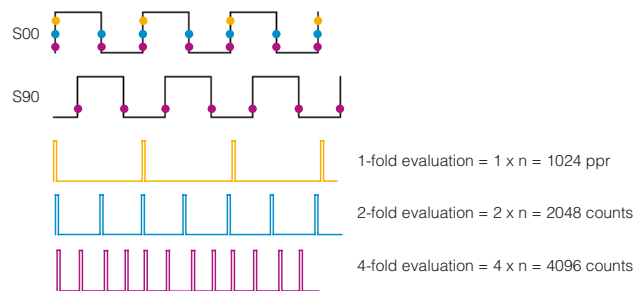 S00
S90
1-fold evaluation = 1 x n = 1024 ppr
2-fold evaluation = 2 x n = 2048 counts
4-fold evaluation = 4 x n = 4096 counts